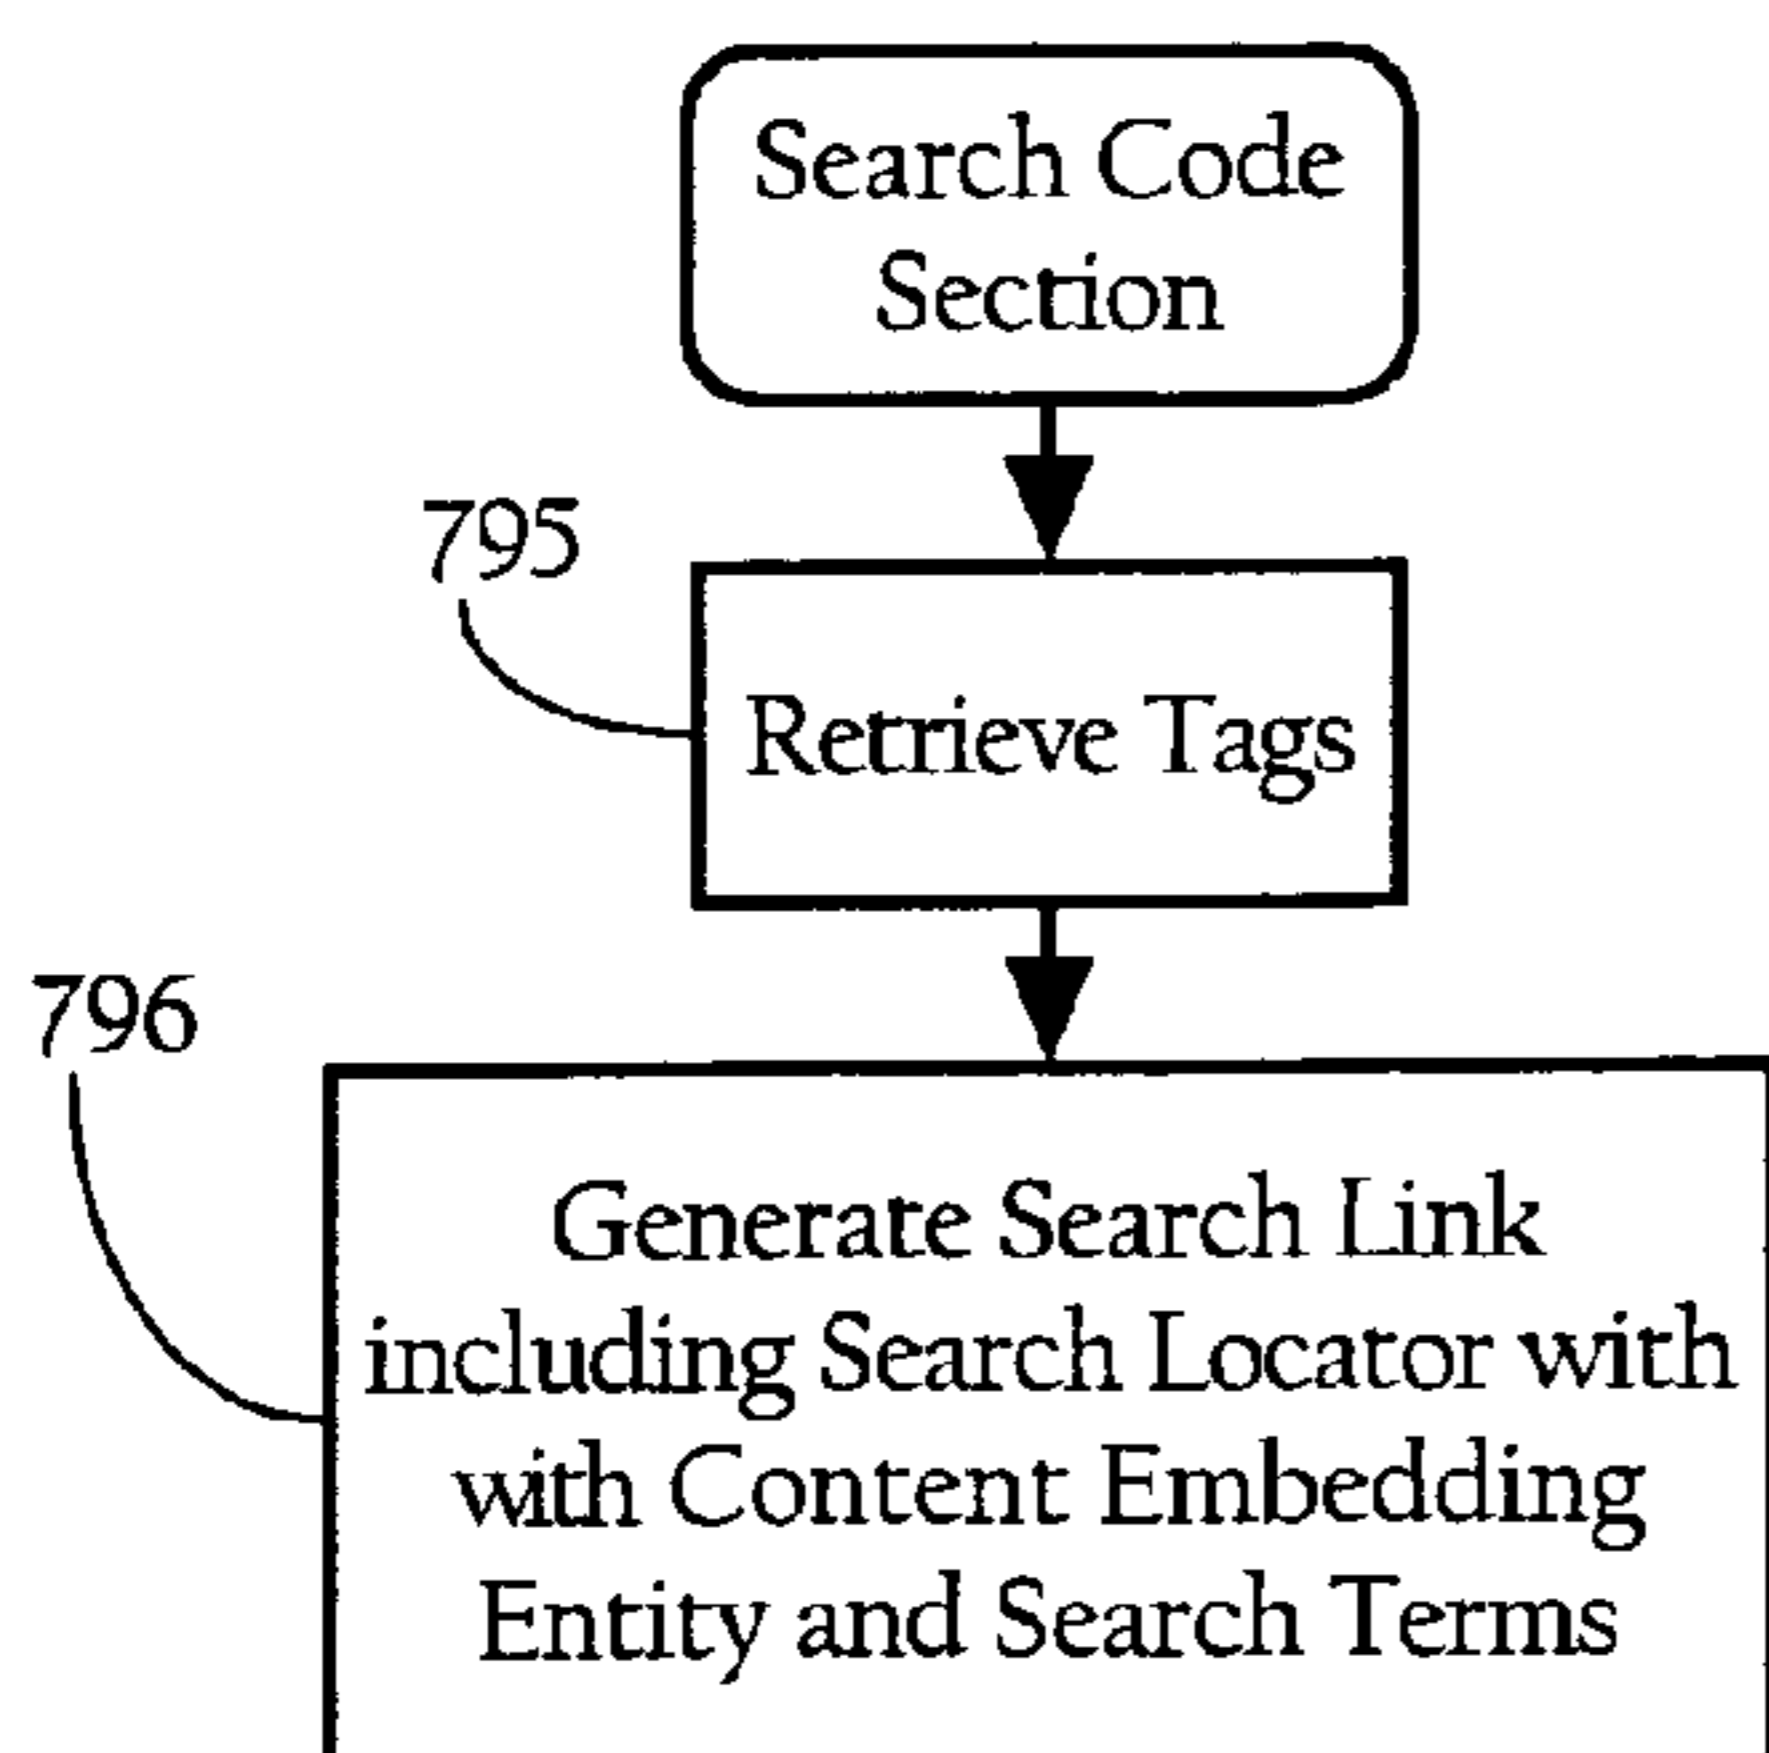 Search Code
Section
795
Retrieve Tags
796
Generate Search Link
including Search Locator with
with Content Embedding
Entity and Search Terms